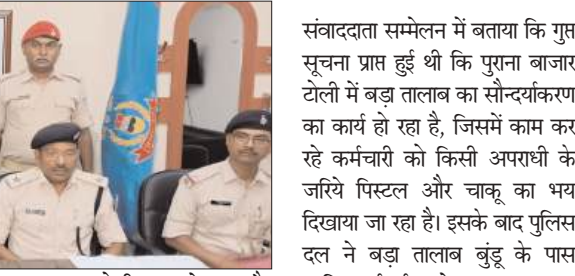 संवाददाता सम्मेलन में बताया कि गुप्त
सूचना प्राप्त हुई थी कि पुराना बाजार
टोली में बड़ा तालाब का सौन्दर्याकरण
का कार्य हो रहा है, जिसमें काम कर
रहे कर्मचारी को किसी अपराधी के
जरिये पिस्टल और चाकू का भय
दिखाया जा रहा है। इसके बाद पुलिस
दल ने बड़ा तालाब बुंडू के पास